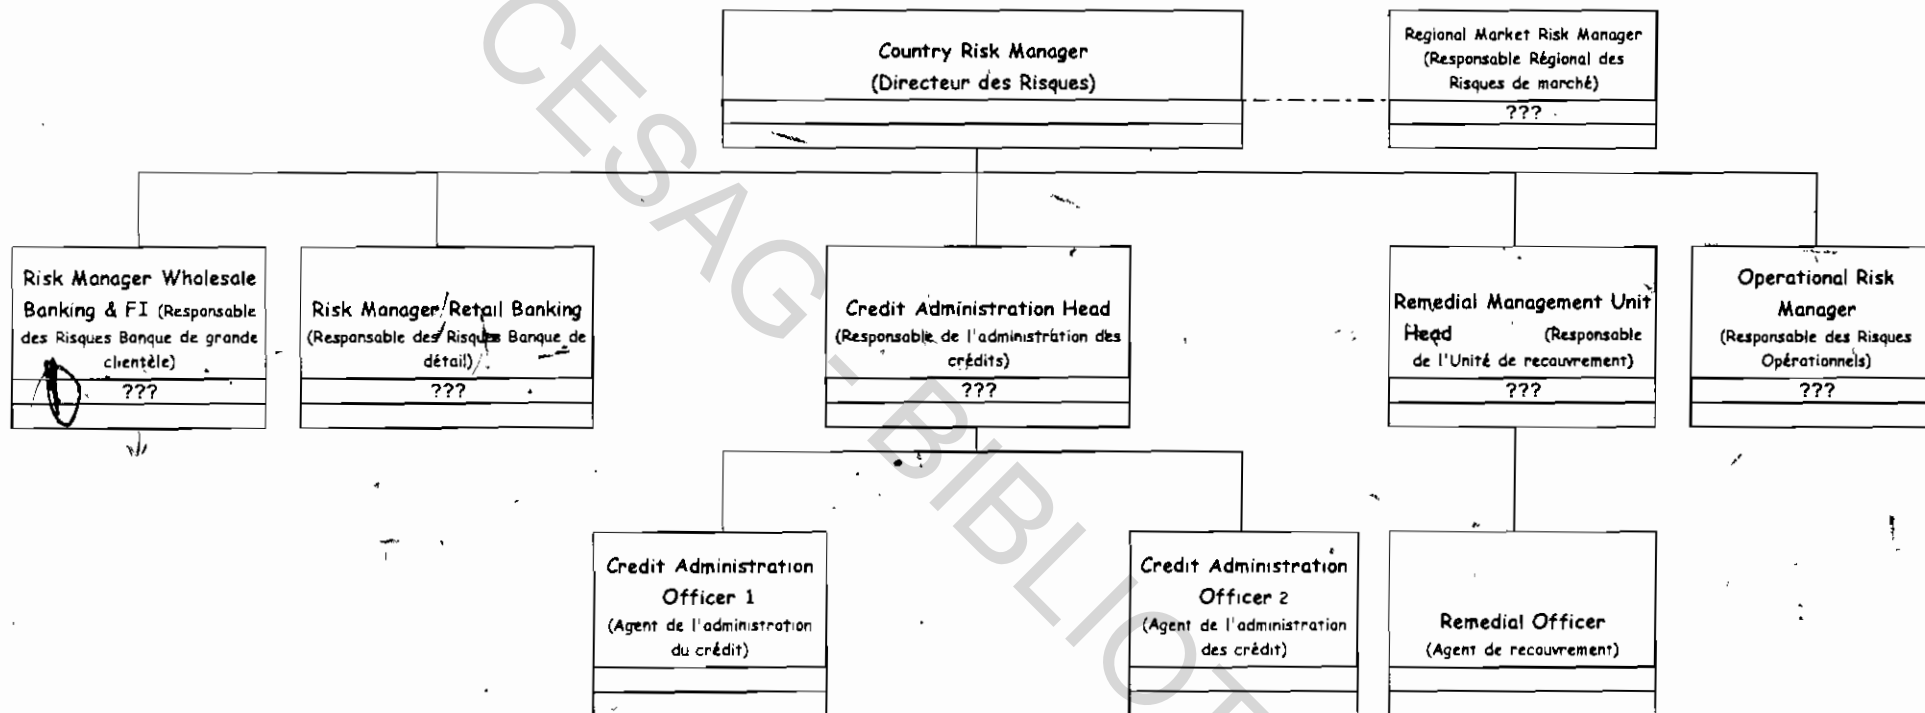 Country Risk Manager
(Directeur des Risques)
Regional Market Risk Manager
(Responsable Régional des
Risques de marché)
???
Risk Manager Wholesale
Banking & FI (Responsable
des Risques Banque de grande
clientèle)
???
Risk Manager Retail Banking
(Responsable des Risques Banque de
détail)
???
Credit Administration Head
(Responsable de l'administration des
crédits)
???
Remedial Management Unit
Head (Responsable
de l'Unité de recouvrement)
???
Operational Risk
Manager
(Responsable des Risques
Opérationnels)
???
Credit Administration
Officer 1
(Agent de l'administration
du crédit)
Credit Administration
Officer 2
(Agent de l'administration
des crédit)
Remedial Officer
(Agent de recouvrement)
CESAG - BIBLIOT